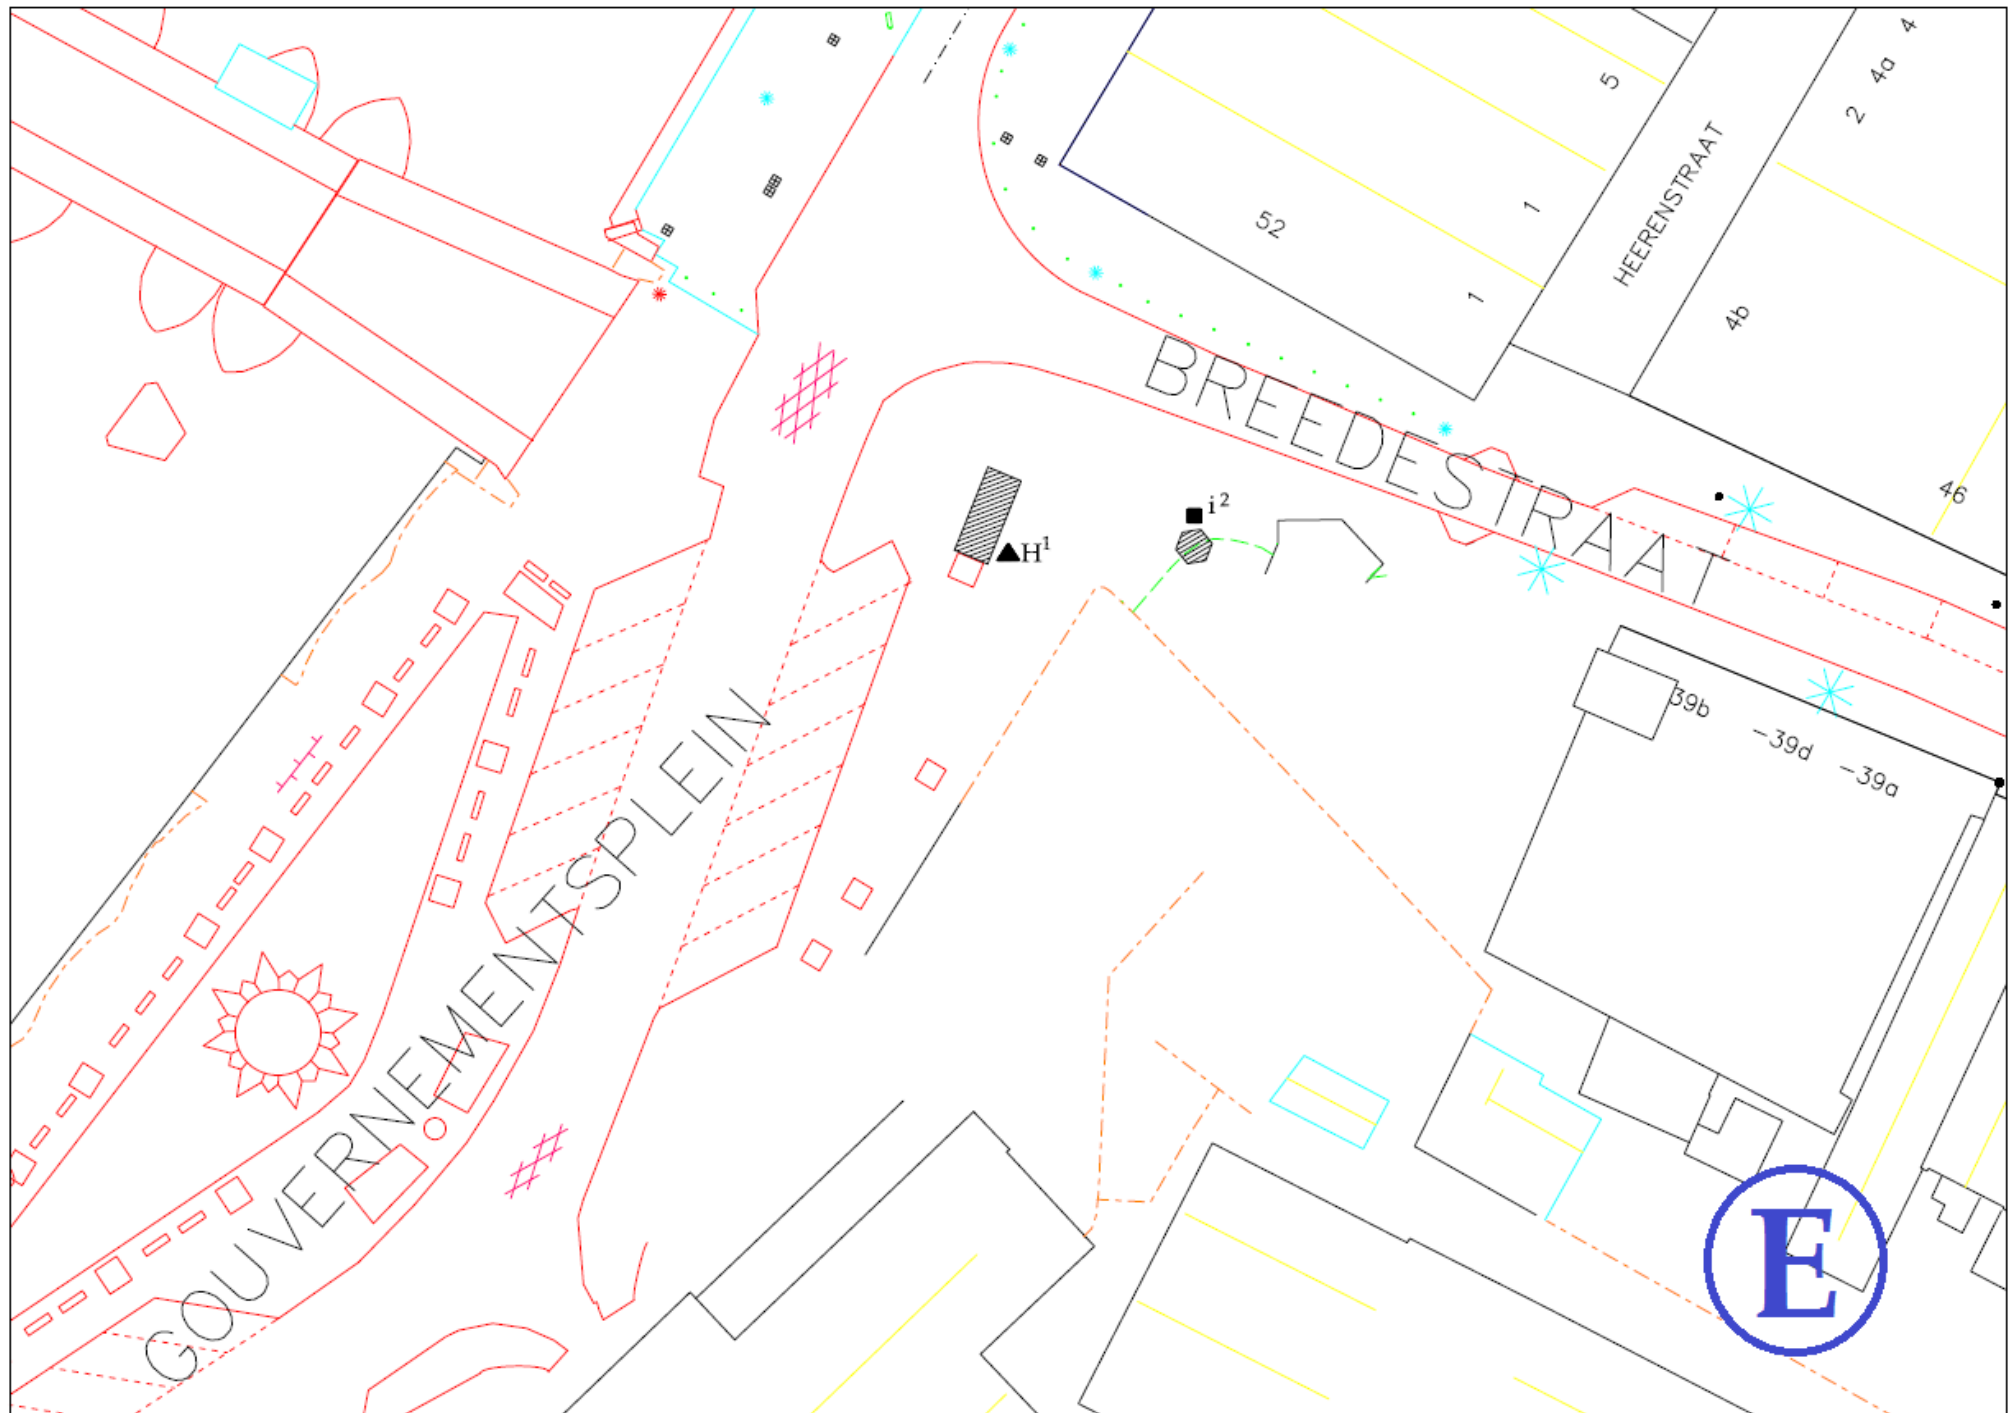 4
4a
2
5
1
1
HEERENSTRAAT
52
4b
BREEDESTRAAT
46
i²
H¹
39b
-39d
-39a
GOUVERNEMENTSPLEIN
E